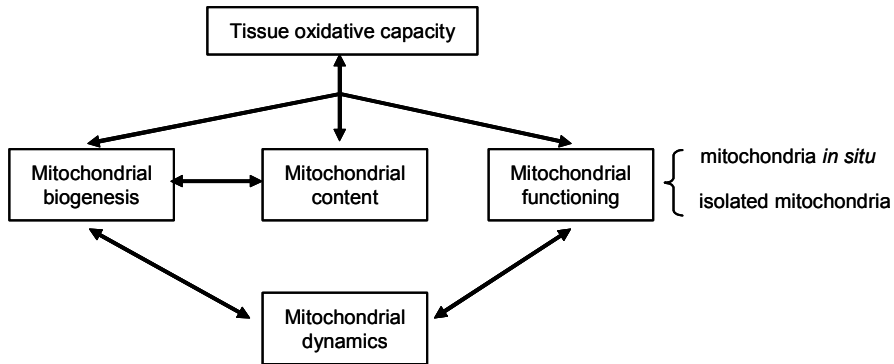 Tissue oxidative capacity
Mitochondrial
biogenesis
Mitochondrial
content
Mitochondrial
functioning
mitochondria in situ
isolated mitochondria
Mitochondrial
dynamics